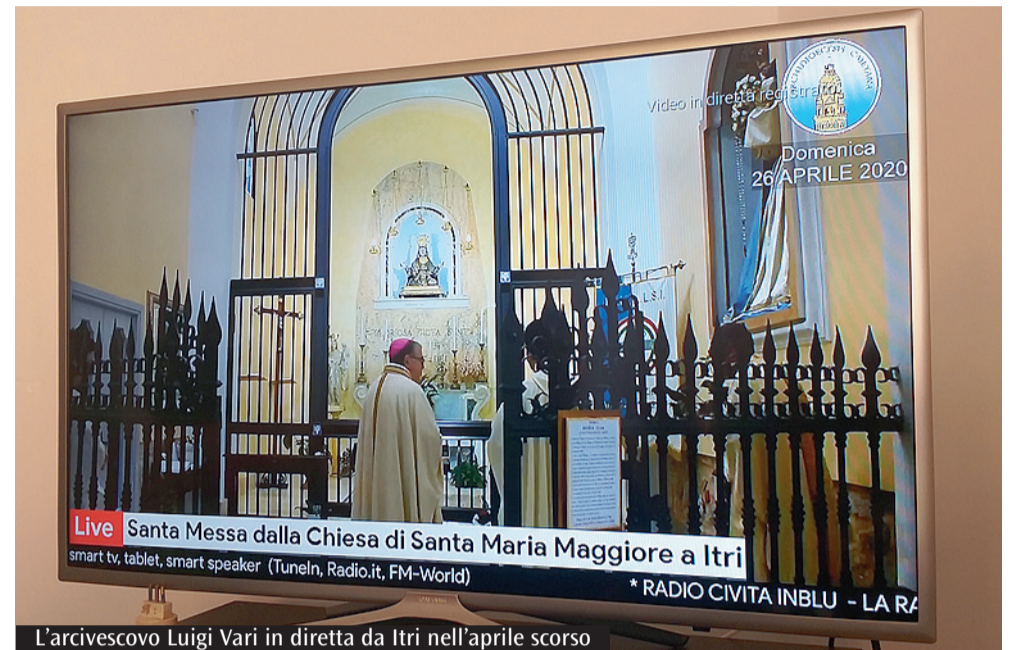 Video in diretta registrato
Domenica
26 APRILE 2020
L.S.I.
Live
Santa Messa dalla Chiesa di Santa Maria Maggiore a Itri
smart tv, tablet, smart speaker (TuneIn, Radio.it, FM-World)
* RADIO CIVITA INBLU - LA RA
L'arcivescovo Luigi Vari in diretta da Itri nell'aprile scorso